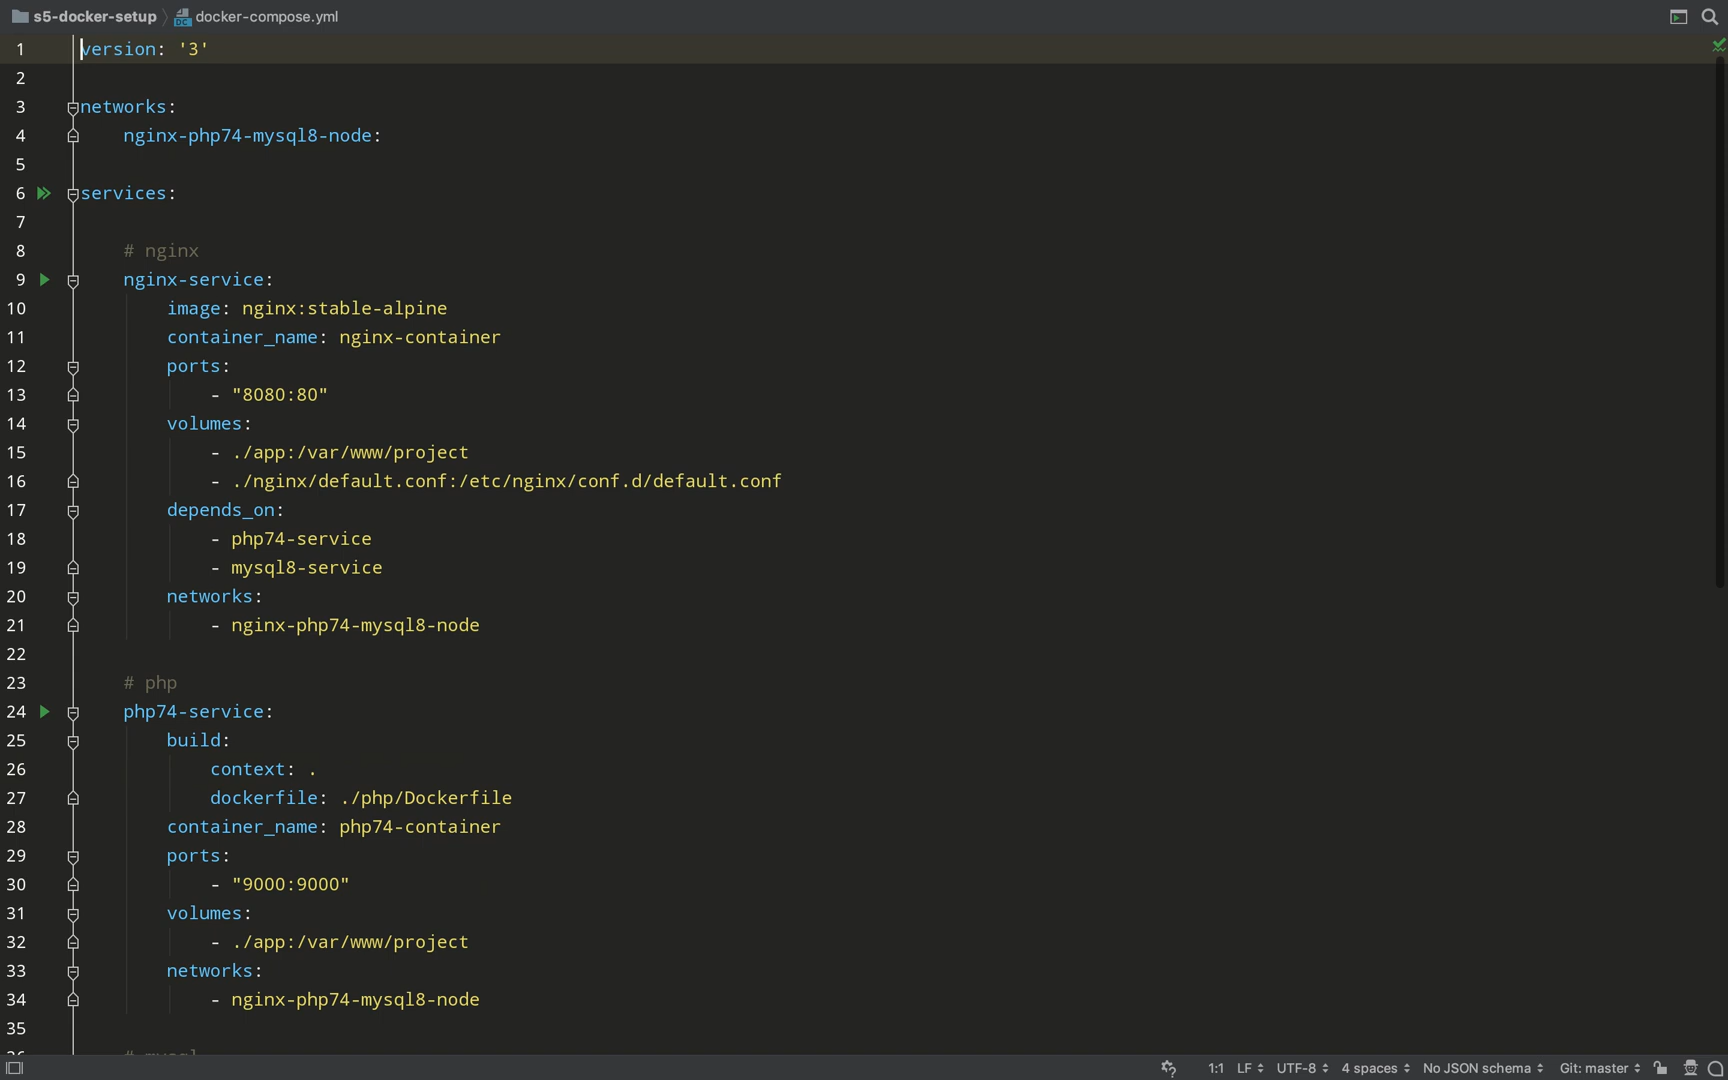 s5-docker-setup docker-compose.yml
1 version: '3'
2
3 networks:
4 nginx-php74-mysql8-node:
5
6 services:
7
8 # nginx
9 nginx-service:
10 image: nginx:stable-alpine
11 container_name: nginx-container
12 ports:
13 - "8080:80"
14 volumes:
15 - ./app:/var/www/project
16 - ./nginx/default.conf:/etc/nginx/conf.d/default.conf
17 depends_on:
18 - php74-service
19 - mysql8-service
20 networks:
21 - nginx-php74-mysql8-node
22
23 # php
24 php74-service:
25 build:
26 context: .
27 dockerfile: ./php/Dockerfile
28 container_name: php74-container
29 ports:
30 - "9000:9000"
31 volumes:
32 - ./app:/var/www/project
33 networks:
34 - nginx-php74-mysql8-node
35
1:1 LF UTF-8 4 spaces No JSON schema Git: master